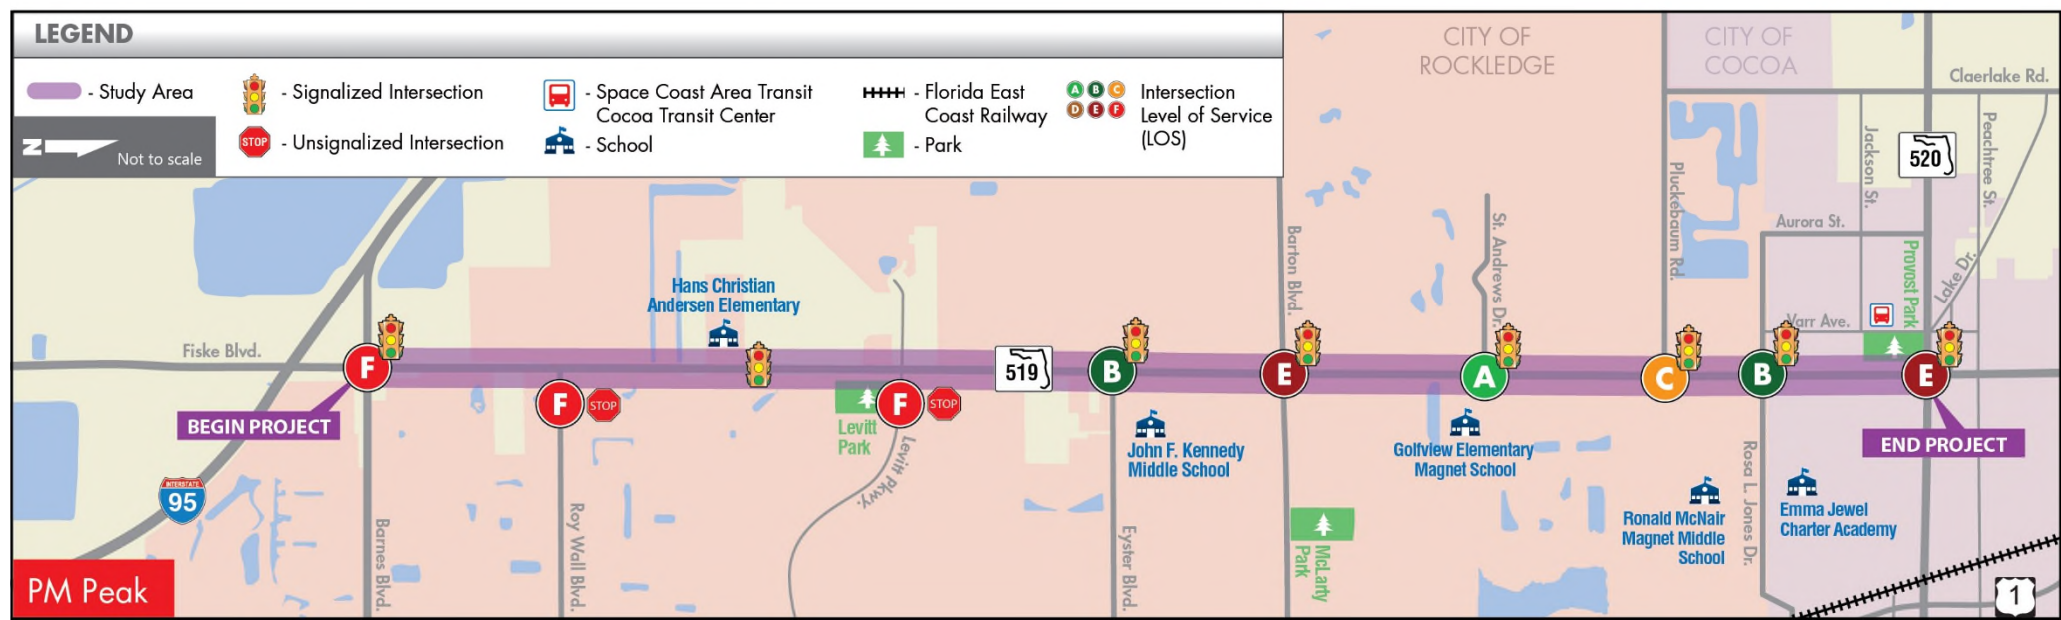 LEGEND
- Study Area
N
Not to scale
- Signalized Intersection
STOP
- Unsignalized Intersection
- Space Coast Area Transit
Cocoa Transit Center
- School
- Florida East
Coast Railway
- Park
A B C
D E F
Intersection
Level of Service
(LOS)
CITY OF
ROCKLEDGE
CITY OF
COCOA
Claerlake Rd.
Jackson St.
520
Peachtree St.
Pluckebaum Rd.
Aurora St.
Barton Blvd.
St. Andrews Dr.
Provost Park
Lake Dr.
Varr Ave.
Hans Christian
Andersen Elementary
Fiske Blvd.
F
F
STOP
F
STOP
519
B
E
A
C
B
E
BEGIN PROJECT
END PROJECT
Levitt
Park
Levitt Pkwy.
John F. Kennedy
Middle School
Golfview Elementary
Magnet School
Ronald McNair
Magnet Middle
School
Rosa L. Jones Dr.
Emma Jewel
Charter Academy
INTERSTATE
95
Barnes Blvd.
Roy Wall Blvd.
Eyster Blvd.
McLarty
Park
PM Peak
1